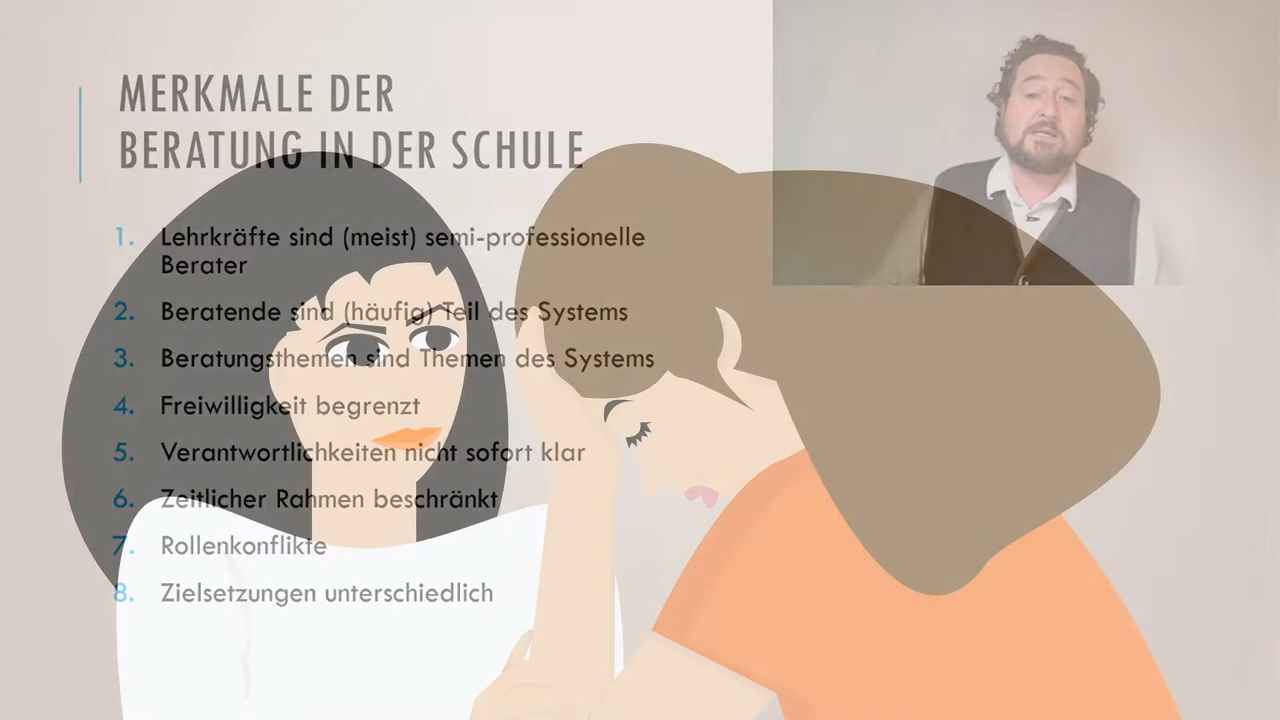 MERKMALE DER
BERATUNG IN DER SCHULE
1. Lehrkräfte sind (meist) semi-professionelle
Berater
2. Beratende sind (häufig) Teil des Systems
3. Beratungsthemen sind Themen des Systems
4. Freiwilligkeit begrenzt
5. Verantwortlichkeiten nicht sofort klar
6. Zeitlicher Rahmen beschränkt
7. Rollenkonflikte
8. Zielsetzungen unterschiedlich